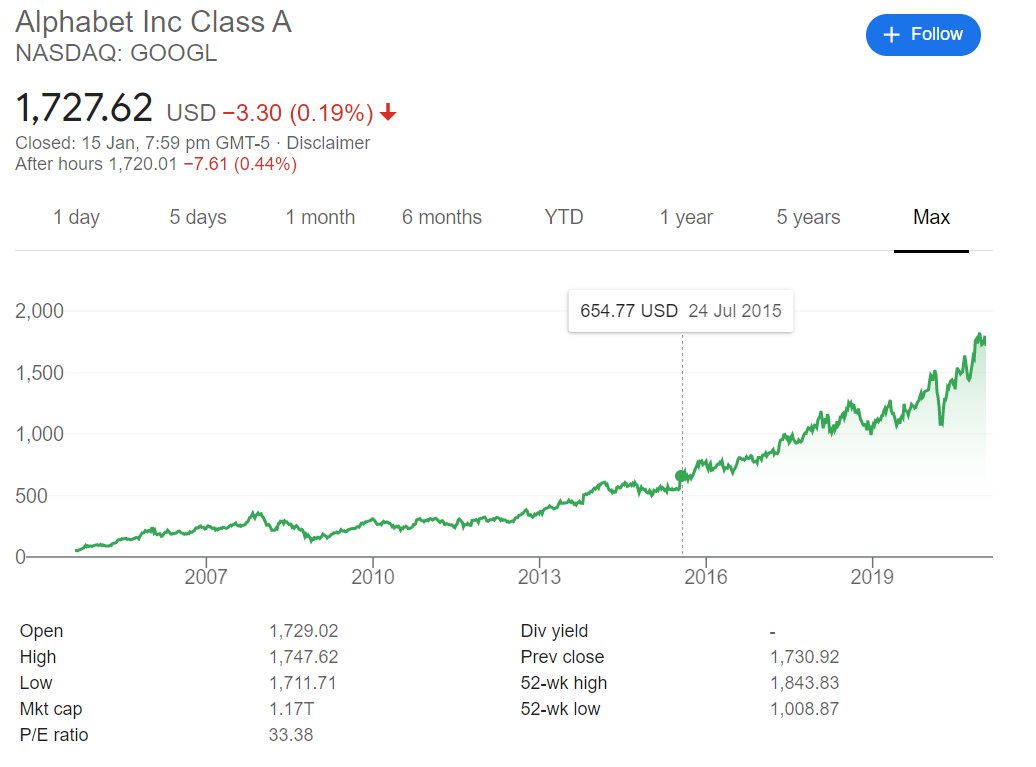 Alphabet Inc Class A
NASDAQ: GOOGL
+ Follow
1,727.62 USD −3.30 (0.19%)
Closed: 15 Jan, 7:59 pm GMT-5 · Disclaimer
After hours 1,720.01 −7.61 (0.44%)
1 day 5 days 1 month 6 months YTD 1 year 5 years Max
654.77 USD 24 Jul 2015
2,000
1,500
1,000
500
0
2007 2010 2013 2016 2019
Open 1,729.02 Div yield -
High 1,747.62 Prev close 1,730.92
Low 1,711.71 52-wk high 1,843.83
Mkt cap 1.17T 52-wk low 1,008.87
P/E ratio 33.38